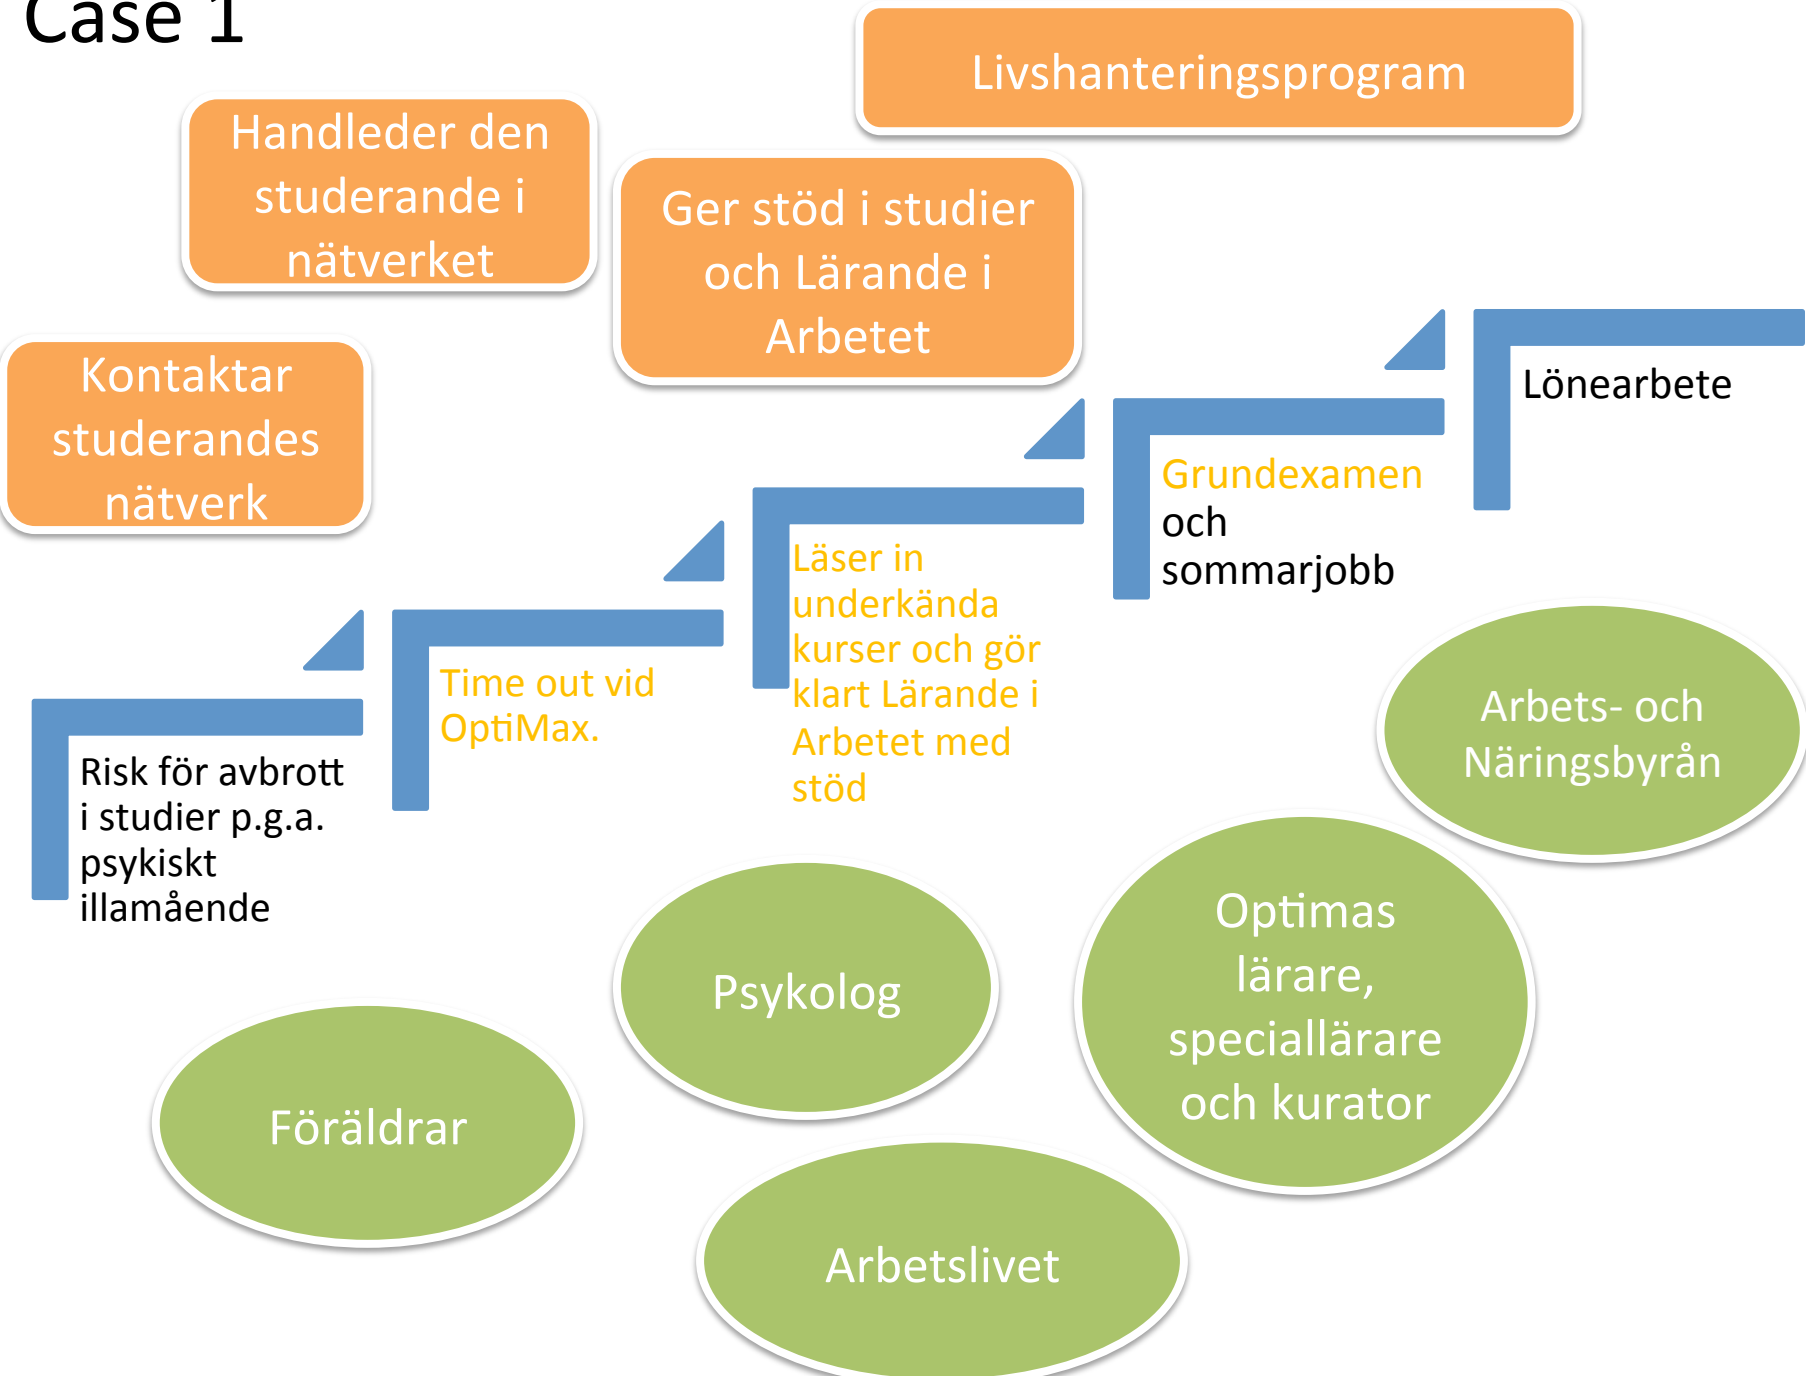 Case 1
Livshanteringsprogram
Handleder den
studerande i
nätverket
Ger stöd i studier
och Lärande i
Arbetet
Kontaktar
studerandes
nätverk
Risk för avbrott
i studier p.g.a.
psykiskt
illamående
Time out vid
OptiMax.
Läser in
underkända
kurser och gör
klart Lärande i
Arbetet med
stöd
Grundexamen
och
sommarjobb
Lönearbete
Arbets- och
Näringsbyrån
Optimas
lärare,
speciallärare
och kurator
Psykolog
Föräldrar
Arbetslivet